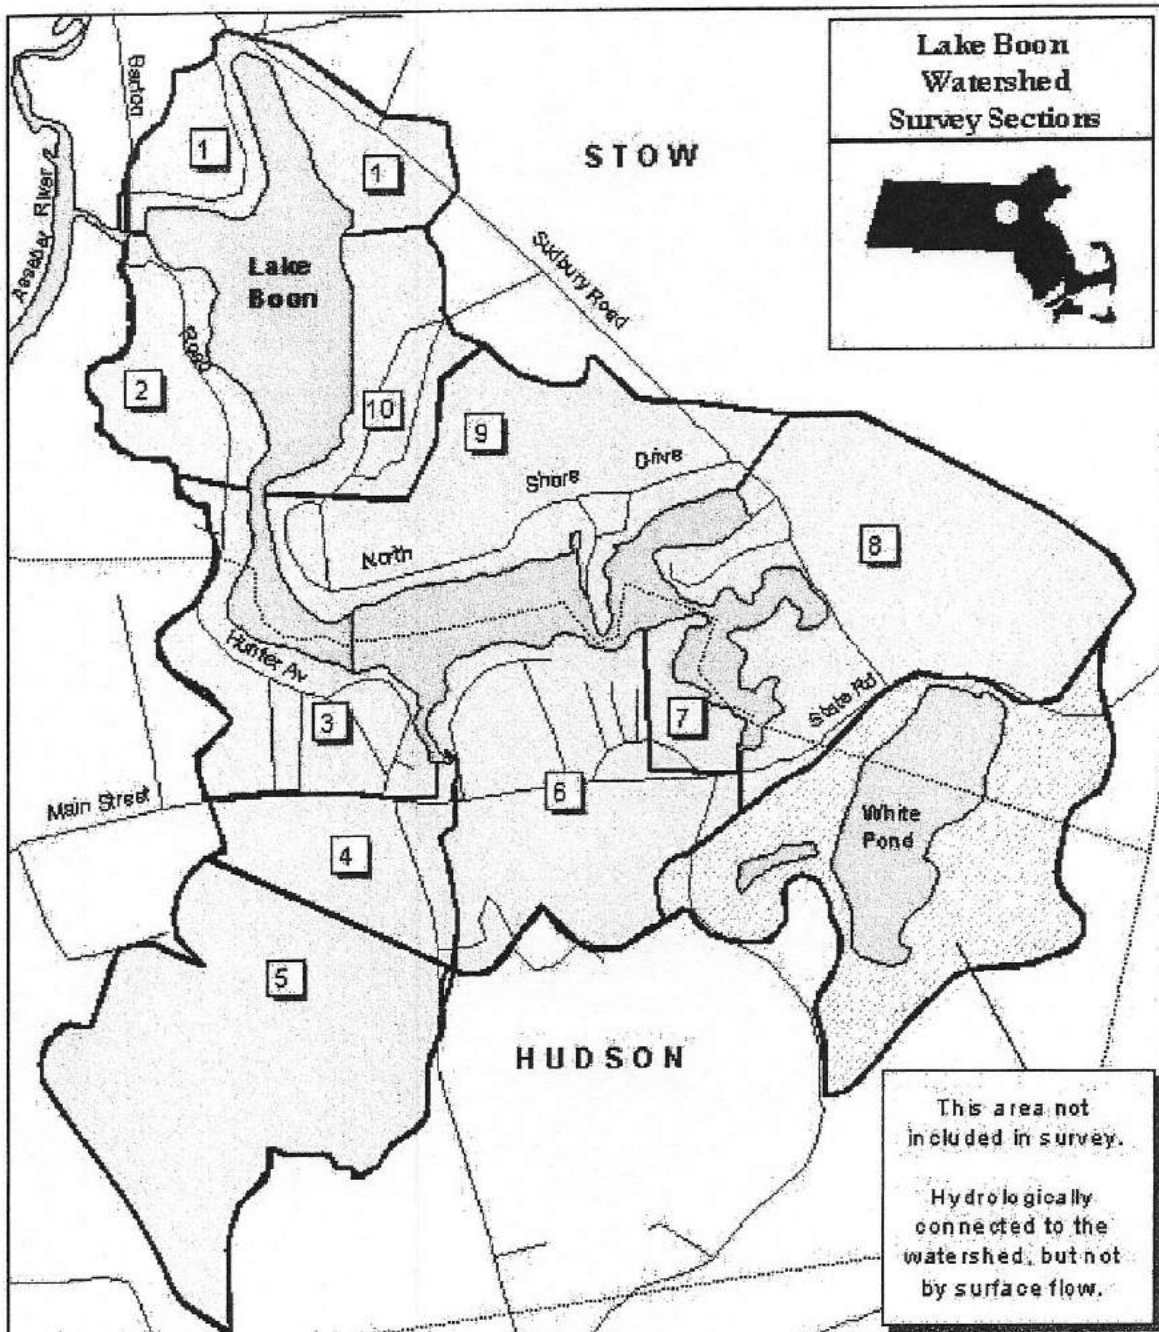 Lake Boon
Watershed
Survey Sections
STOW
Barton
Assabet River
1
1
Lake
Boon
Sudbury Road
Road
2
10
9
Shore
Drive
North
8
Hunter Av
3
7
State Rd
Main Street
6
White
Pond
4
5
HUDSON
This area not
included in survey.
Hydrologically
connected to the
watershed, but not
by surface flow.